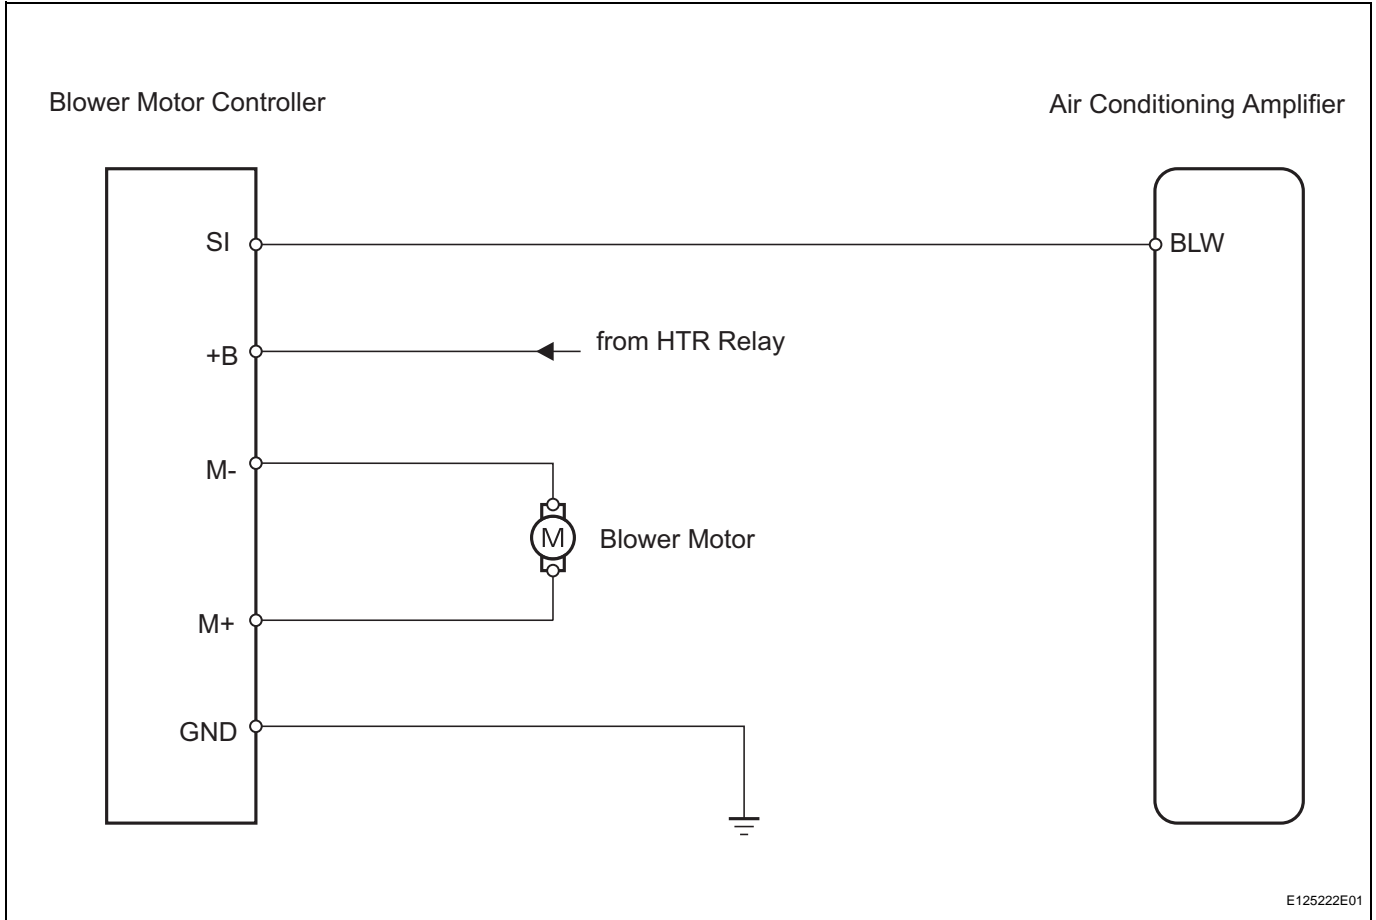 Blower Motor Controller
Air Conditioning Amplifier
SI
BLW
+B
from HTR Relay
M-
M
Blower Motor
M+
GND
E125222E01